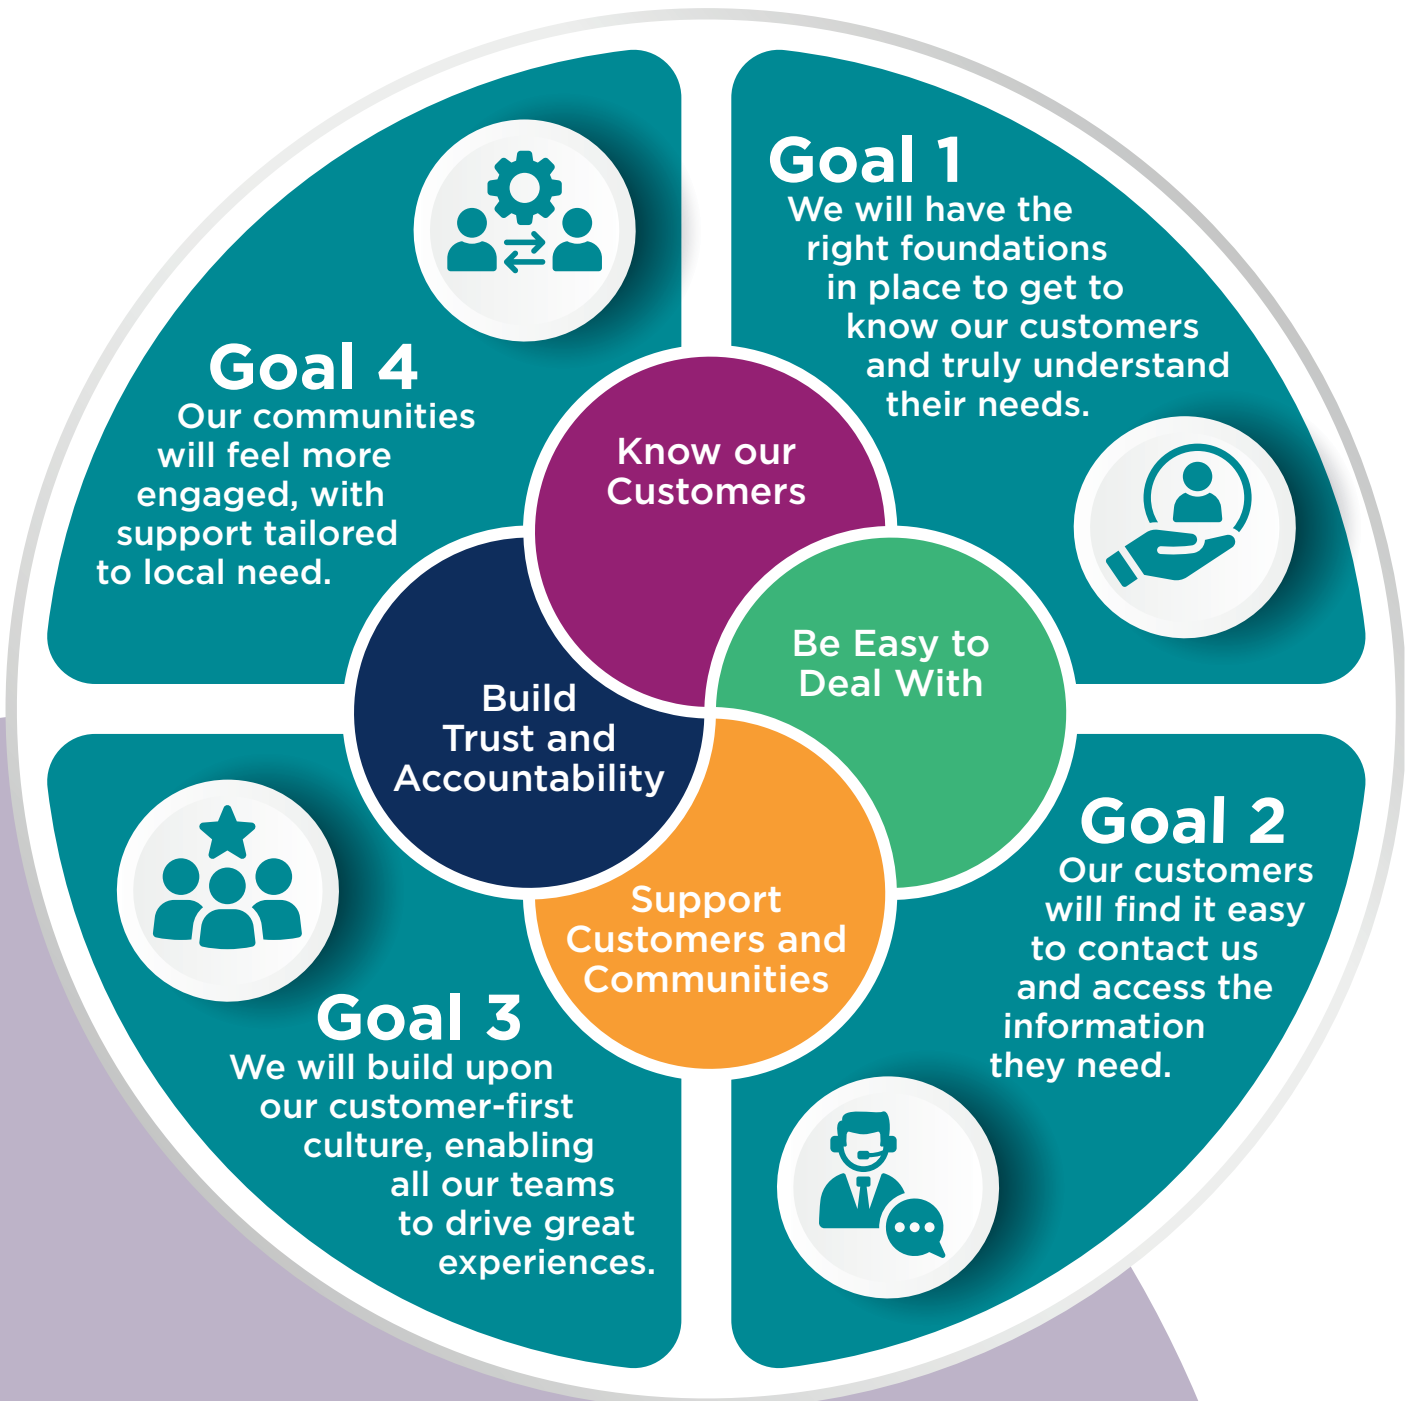 Goal 1
We will have the
right foundations
in place to get to
know our customers
and truly understand
their needs.
Goal 2
Our customers
will find it easy
to contact us
and access the
information
they need.
Goal 3
We will build upon
our customer-first
culture, enabling
all our teams
to drive great
experiences.
Goal 4
Our communities
will feel more
engaged, with
support tailored
to local need.
Know our
Customers
Be Easy to
Deal With
Support
Customers and
Communities
Build
Trust and
Accountability